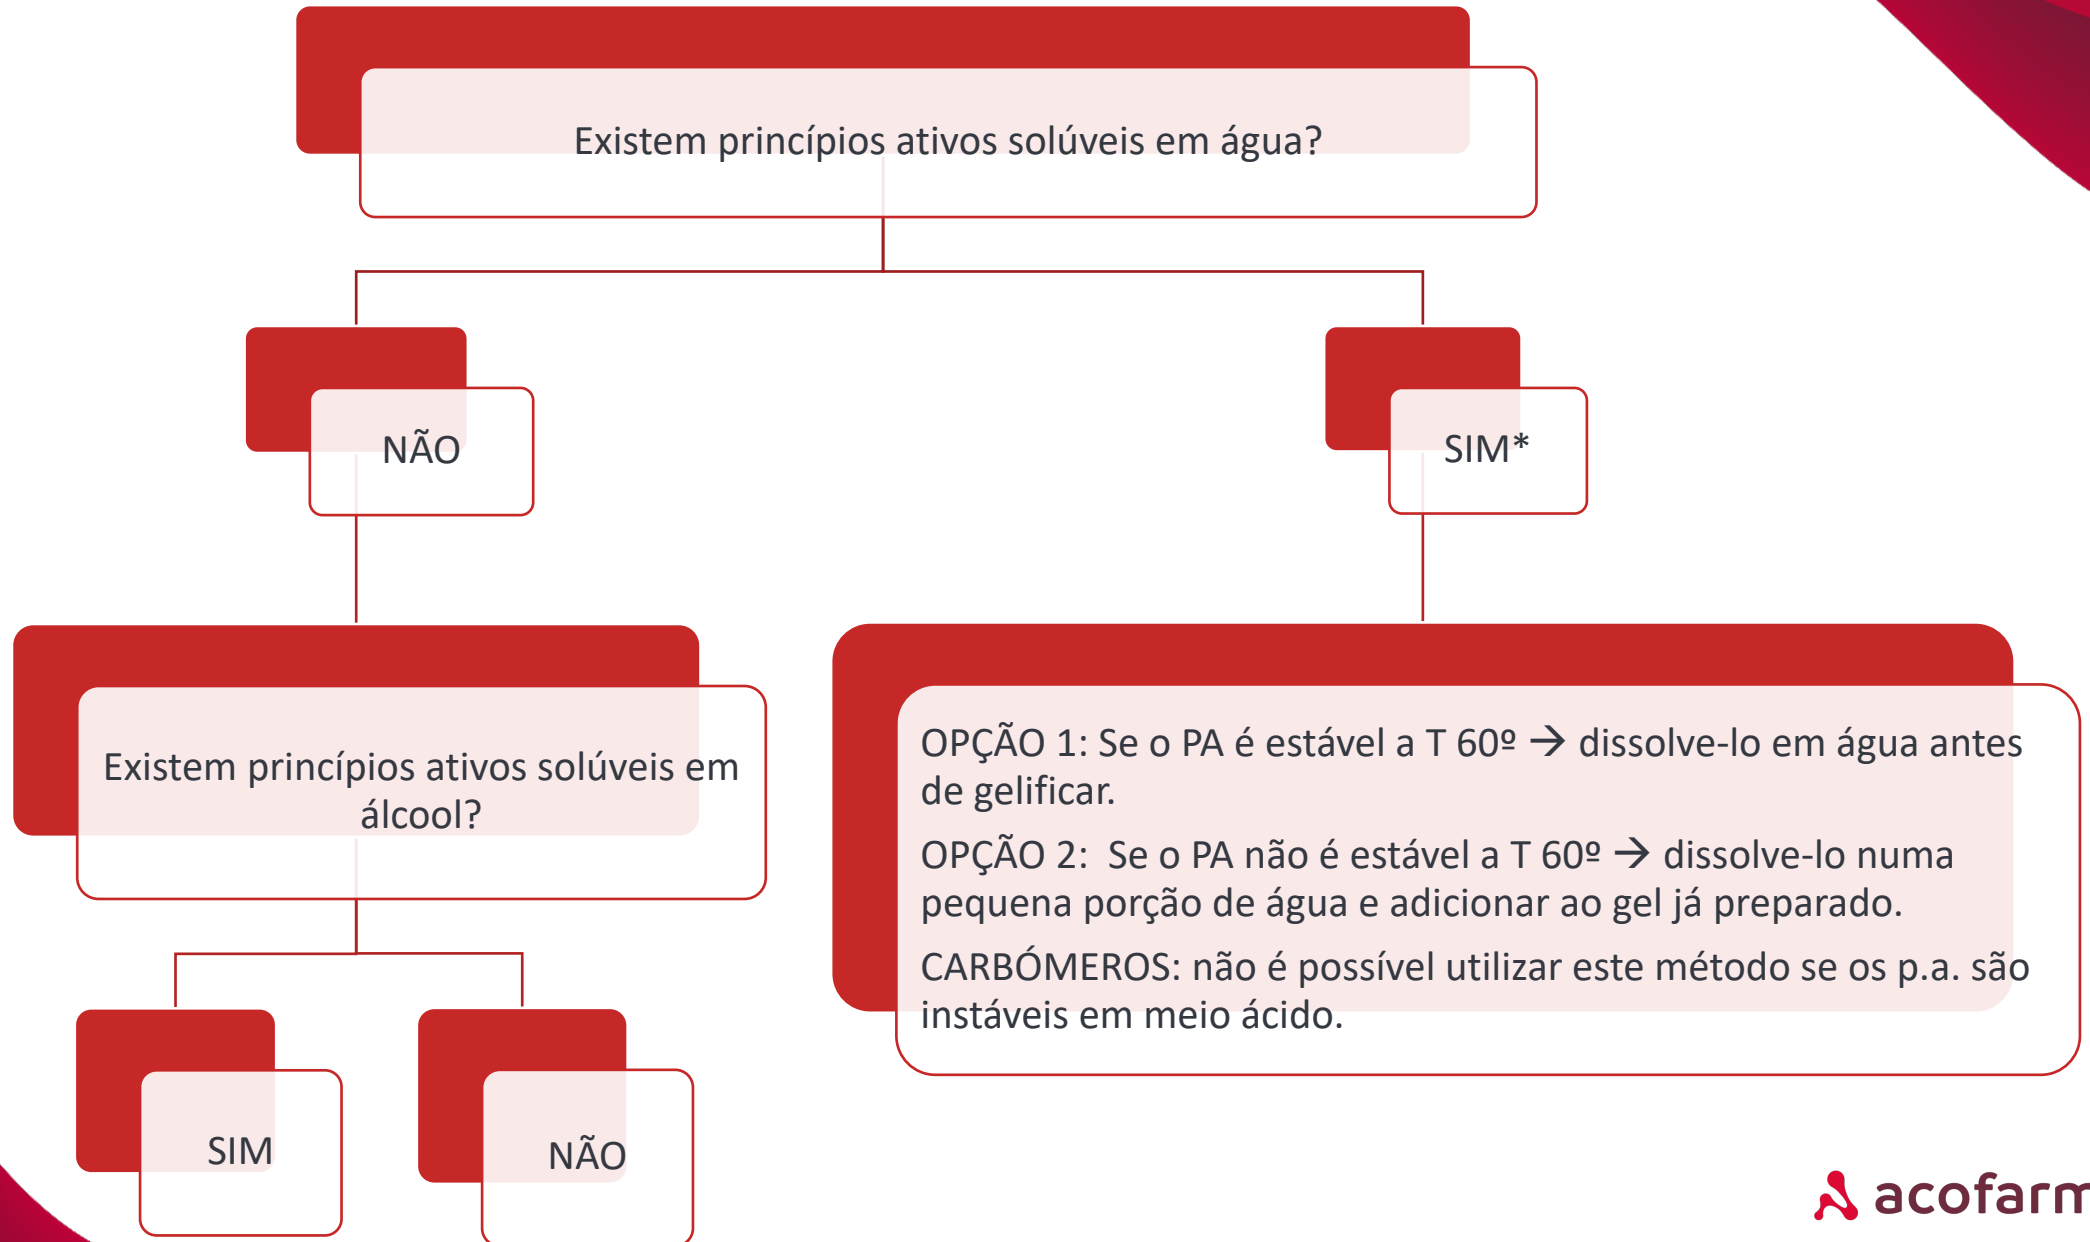 Existem princípios ativos solúveis em água?
NÃO
SIM*
Existem princípios ativos solúveis em
álcool?
OPÇÃO 1: Se o PA é estável a T 60º → dissolve-lo em água antes
de gelificar.
OPÇÃO 2:  Se o PA não é estável a T 60º → dissolve-lo numa
pequena porção de água e adicionar ao gel já preparado.
CARBÓMEROS: não é possível utilizar este método se os p.a. são
instáveis em meio ácido.
SIM
NÃO
acofarm